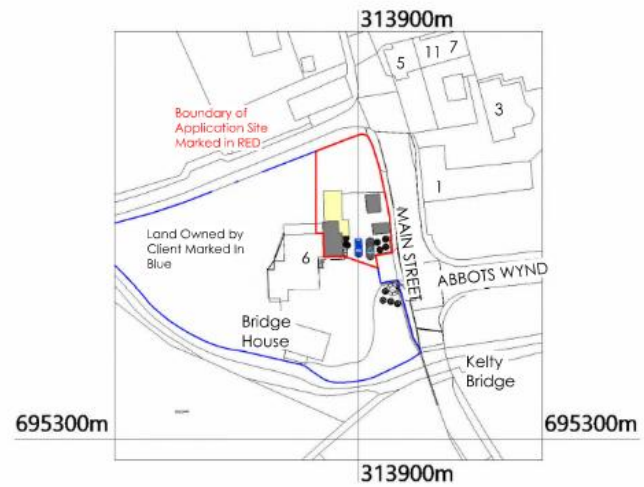 313900m
5
11
7
3
Boundary of
Application Site
Marked in RED
1
Land Owned by
Client Marked In
Blue
MAIN STREET
6
ABBOTS WYND
Bridge
House
Kelty
Bridge
695300m
695300m
313900m